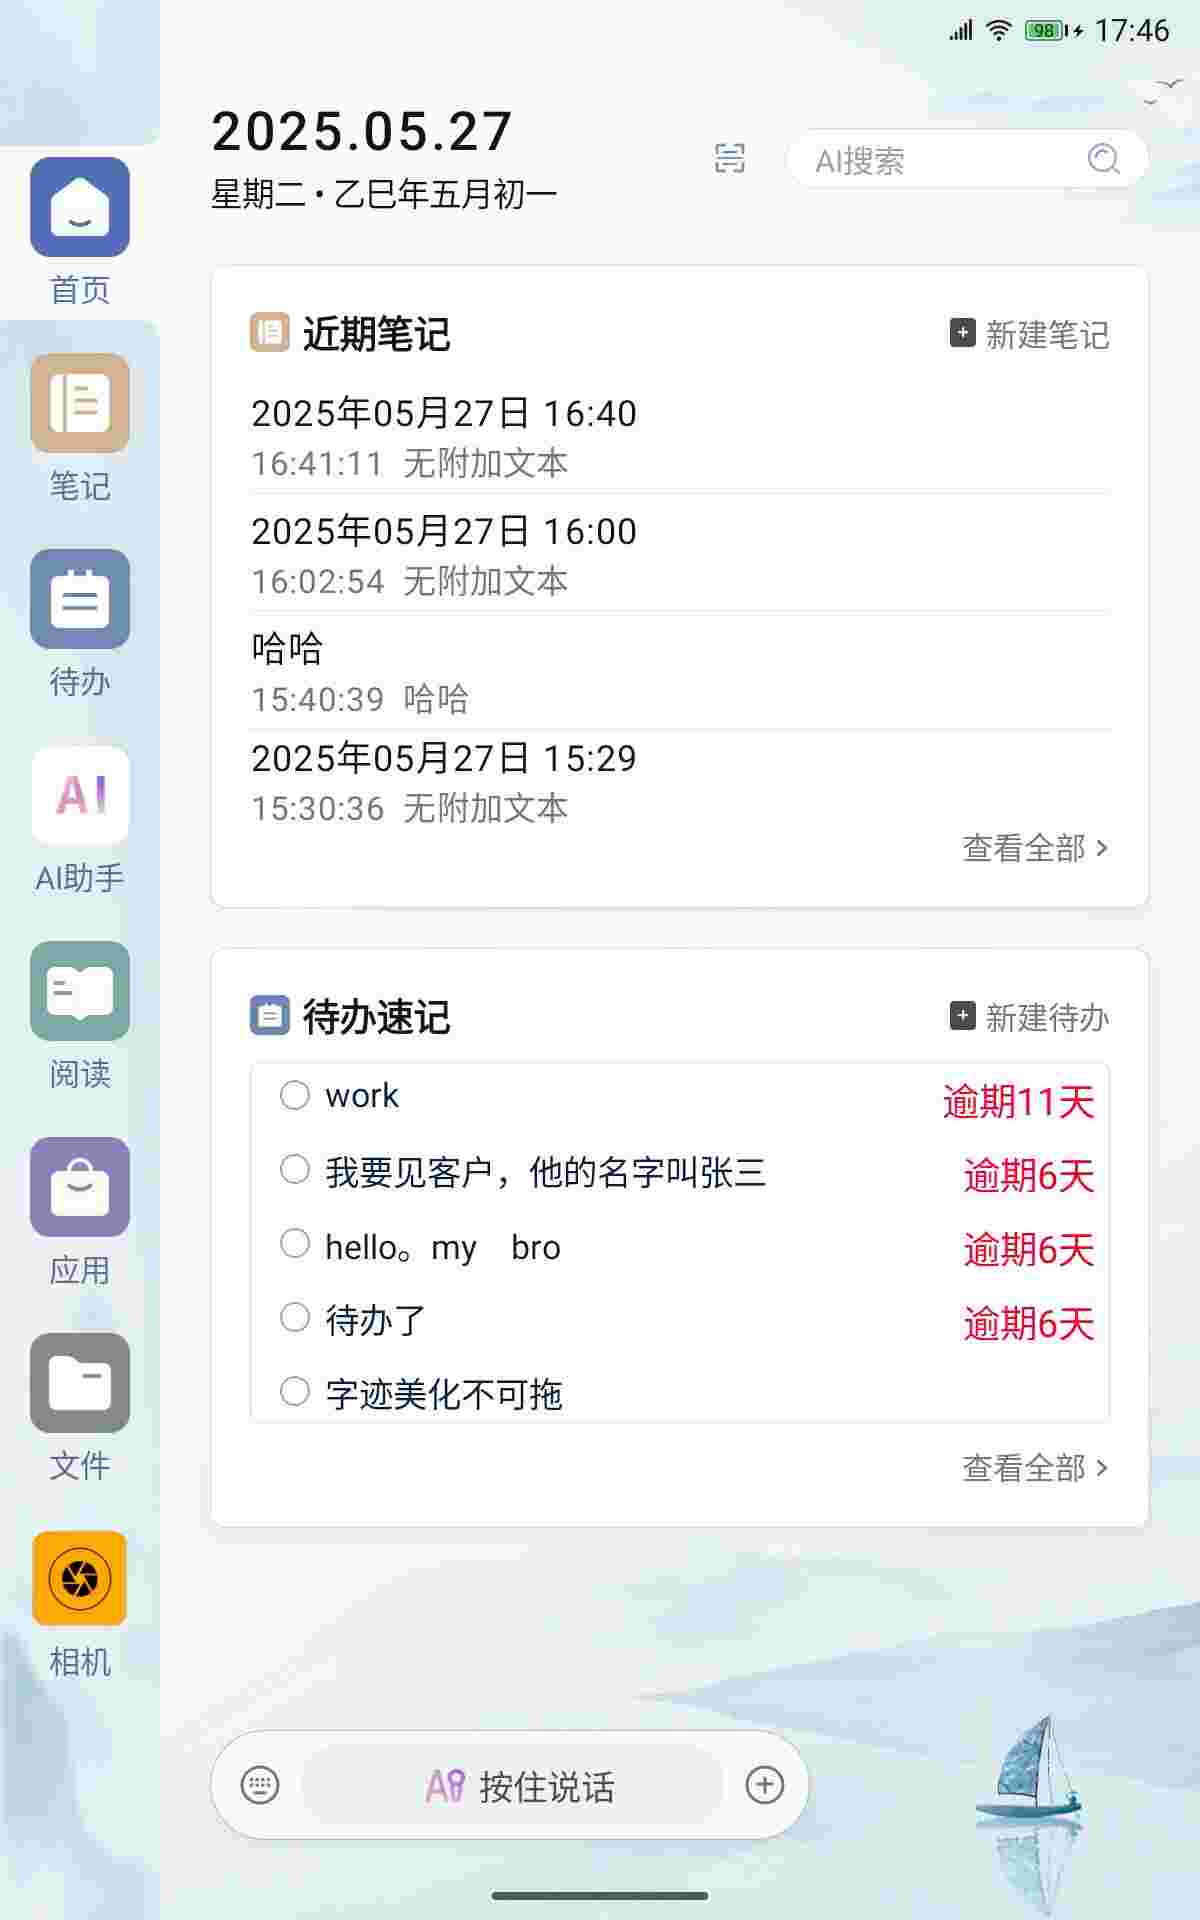 98 17:46
2025.05.27
星期二·乙巳年五月初一
AI搜索
首页
笔记
待办
AI
AI助手
阅读
应用
文件
相机
近期笔记
新建笔记
2025年05月27日 16:40
16:41:11 无附加文本
2025年05月27日 16:00
16:02:54 无附加文本
哈哈
15:40:39 哈哈
2025年05月27日 15:29
15:30:36 无附加文本
查看全部 >
待办速记
新建待办
work 逾期11天
我要见客户，他的名字叫张三 逾期6天
hello。my bro 逾期6天
待办了 逾期6天
字迹美化不可拖
查看全部 >
AI 按住说话